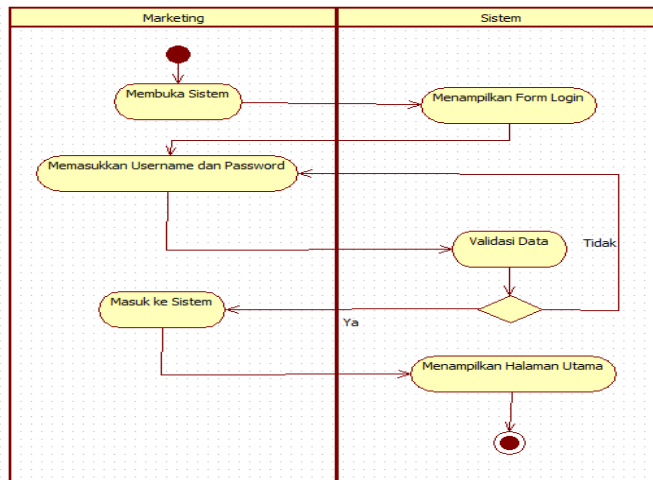 Marketing
Sistem
Membuka Sistem
Menampilkan Form Login
Memasukkan Username dan Password
Validasi Data
Tidak
Masuk ke Sistem
Ya
Menampilkan Halaman Utama